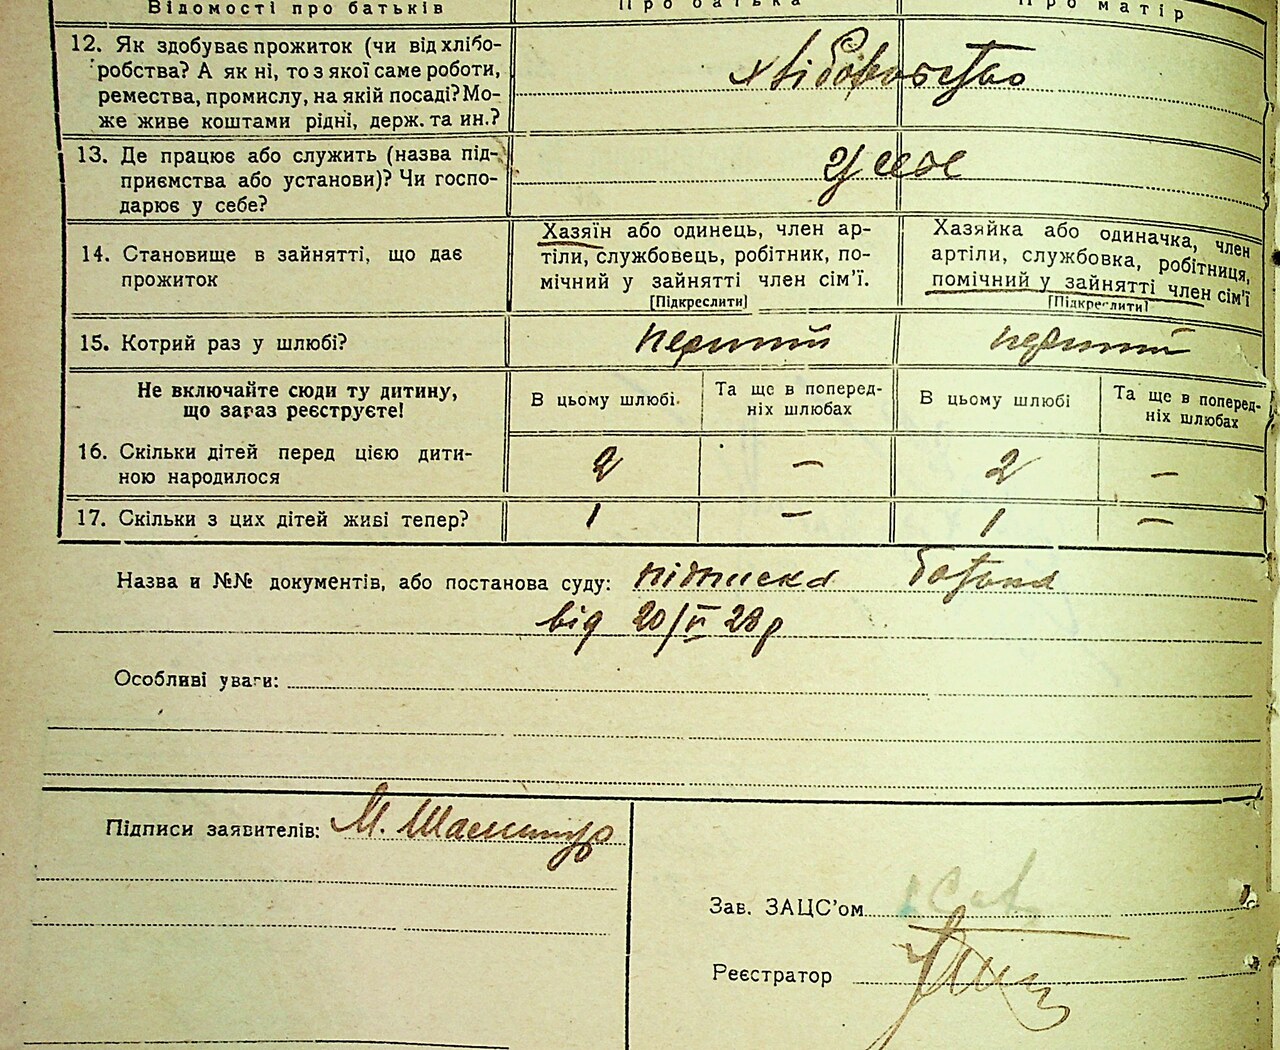 Відомості про батьків
Про батька
Про матір
12. Як здобуває прожиток (чи від хлібо-
робства? А як ні, то з якої саме роботи,
ремества, промислу, на якій посаді? Мо-
же живе коштами рідні, держ. та ин.?
хліборобство
13. Де працює або служить (назва під-
приємства або установи)? Чи госпо-
дарює у себе?
у себе
14. Становище в зайнятті, що дає
прожиток
Хазяїн або одинець, член ар-
тіли, службовець, робітник, по-
мічний у зайнятті член сім'ї.
[Підкреслити]
Хазяйка або одиначка, член
артіли, службовка, робітниця,
помічний у зайнятті член сім'ї
[Підкреслити]
15. Котрий раз у шлюбі?
перший
перший
Не включайте сюди ту дитину,
що зараз реєструєте!
В цьому шлюбі
Та ще в поперед-
ніх шлюбах
В цьому шлюбі
Та ще в поперед-
ніх шлюбах
16. Скільки дітей перед цією дити-
ною народилося
2
—
2
—
17. Скільки з цих дітей живі тепер?
1
—
1
—
Назва и №№ документів, або постанова суду: підписка батька
від 20/VI 28 р
Особливі уваги:
Підписи заявителів: М.
Зав. ЗАЦС'ом
Реєстратор